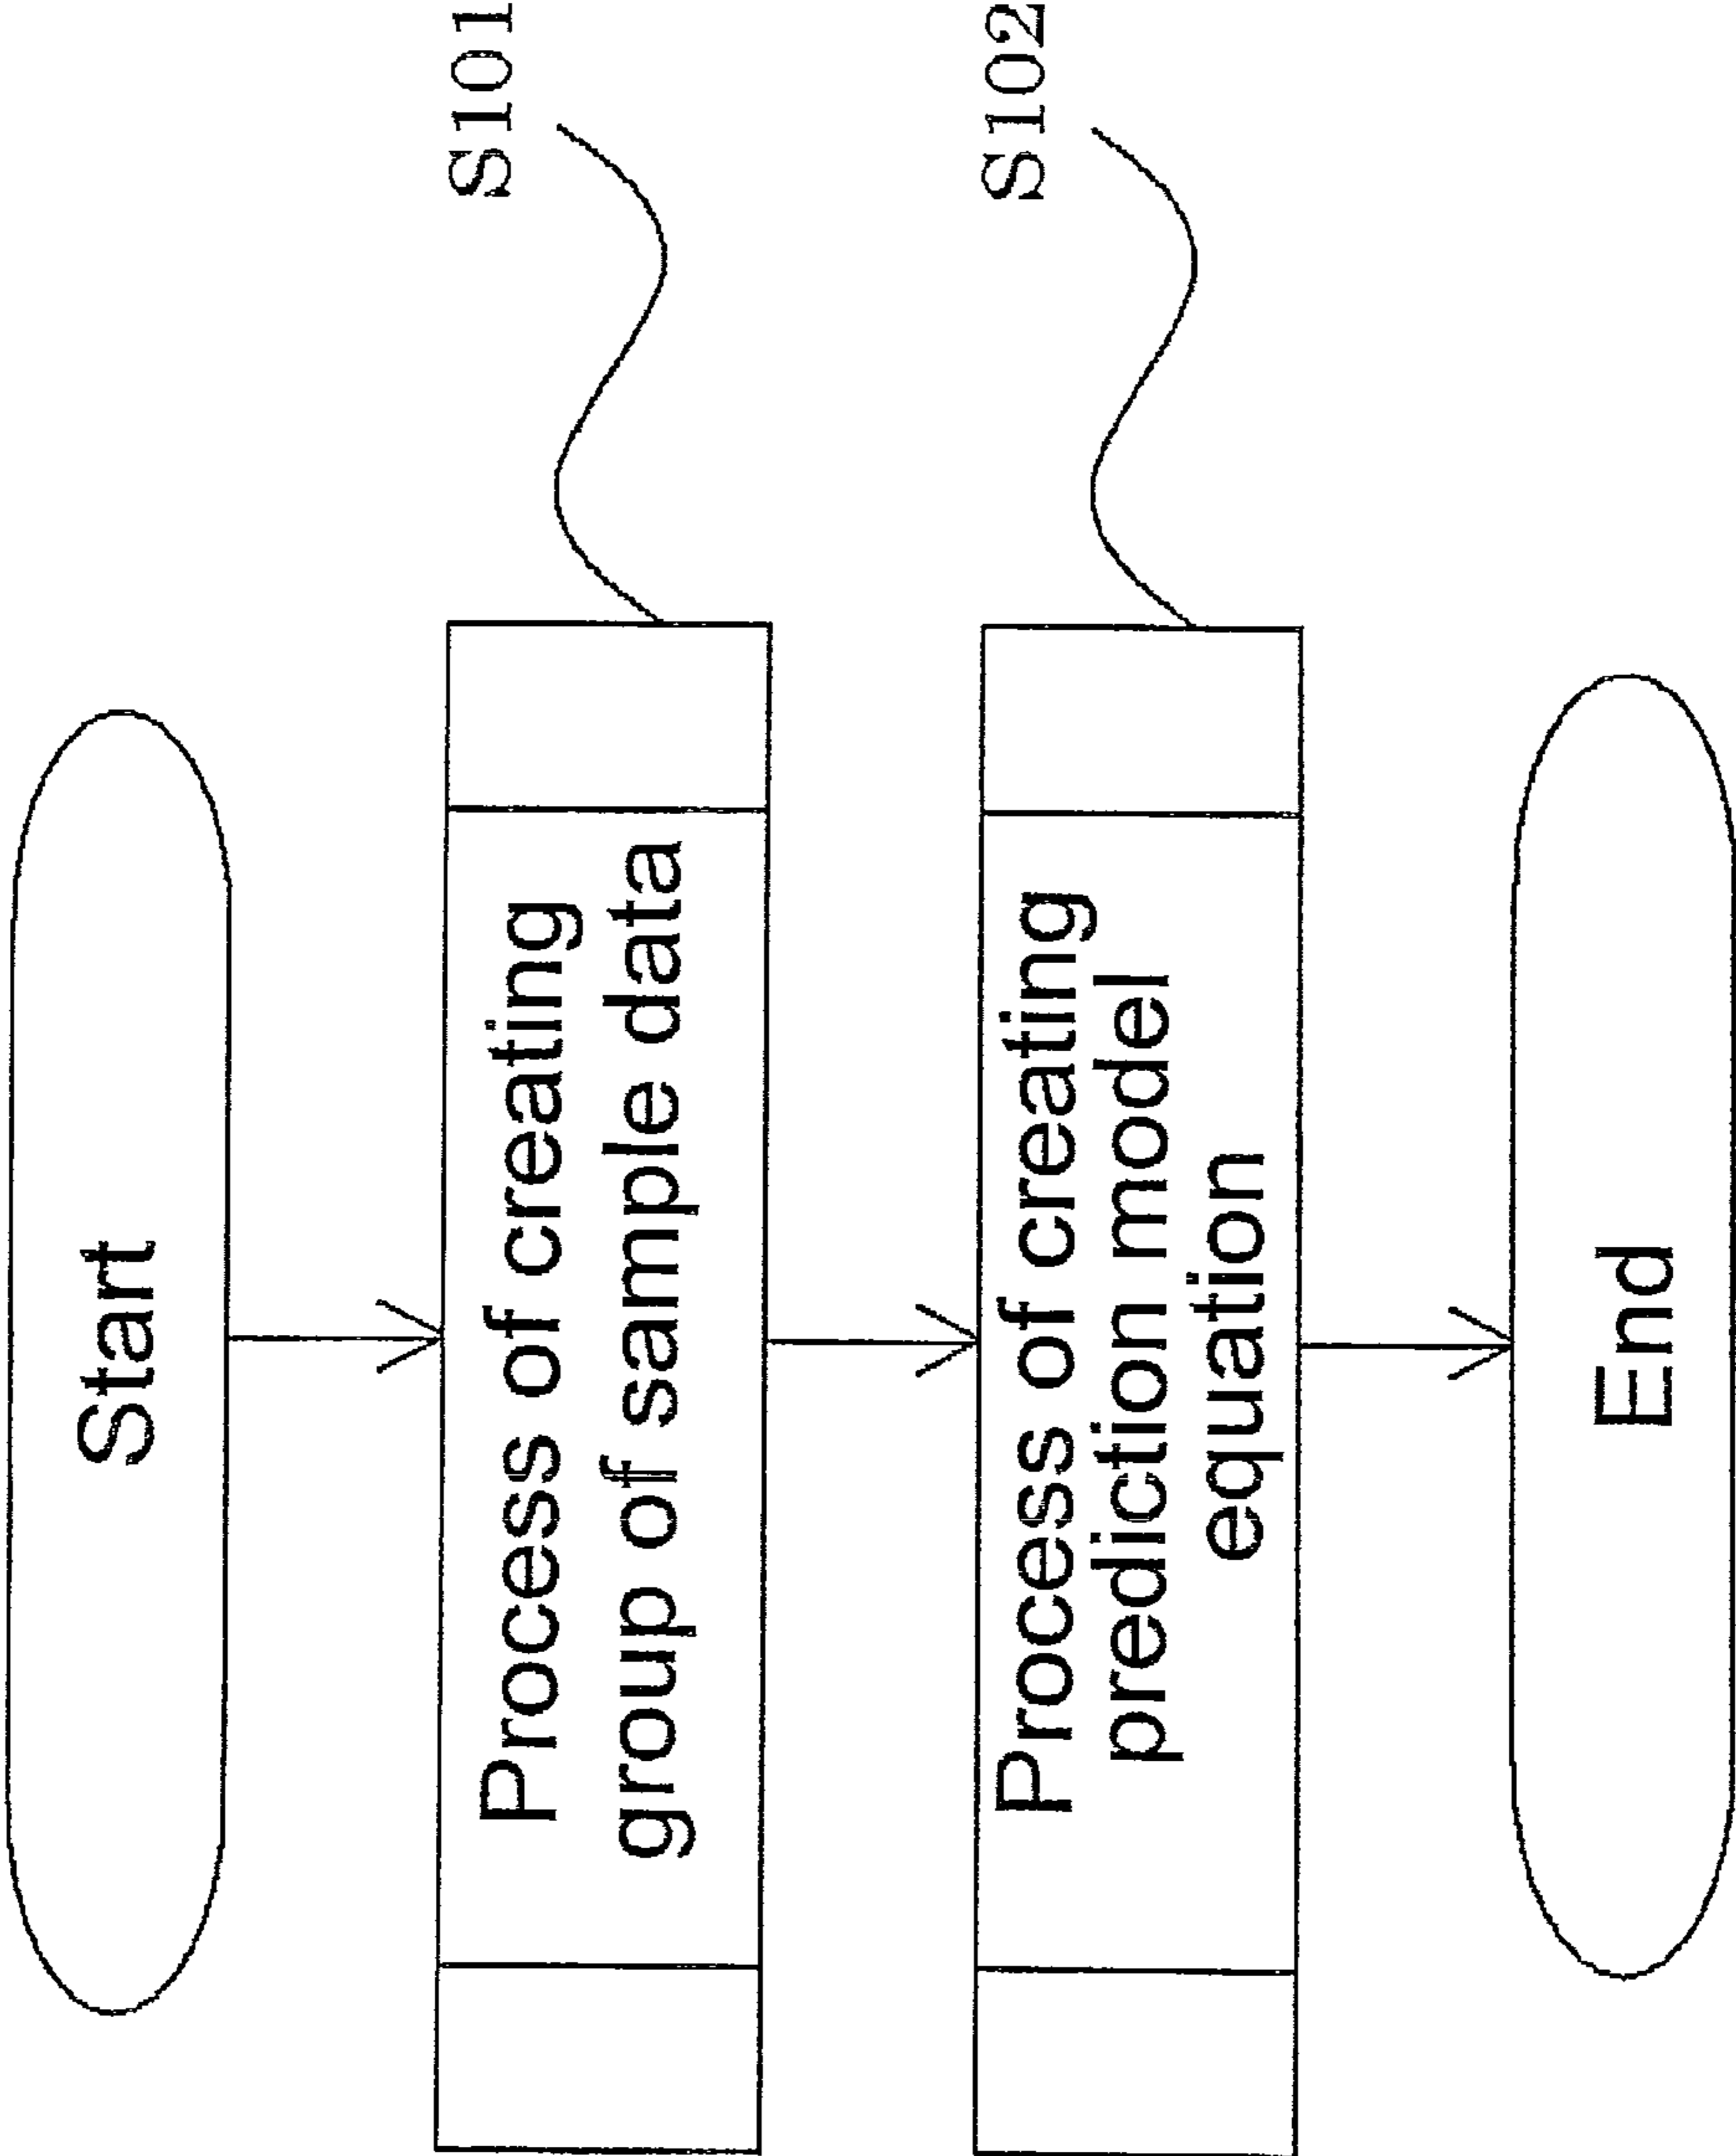 Start
Process of creating
group of sample data
S101
Process of creating
prediction model
equation
S102
End